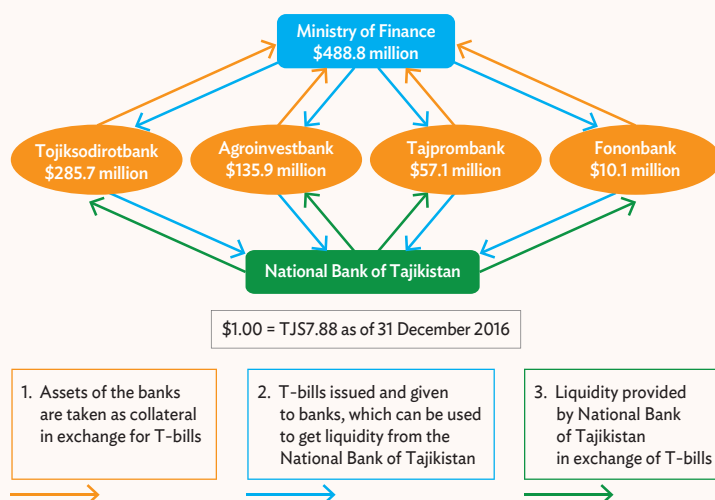 Ministry of Finance
$488.8 million
Tojiksodirotbank
$285.7 million
Agroinvestbank
$135.9 million
Tajprombank
$57.1 million
Fononbank
$10.1 million
National Bank of Tajikistan
$1.00 = TJS7.88 as of 31 December 2016
1. Assets of the banks
are taken as collateral
in exchange for T-bills
2. T-bills issued and given
to banks, which can be used
to get liquidity from the
National Bank of Tajikistan
3. Liquidity provided
by National Bank
of Tajikistan
in exchange of T-bills